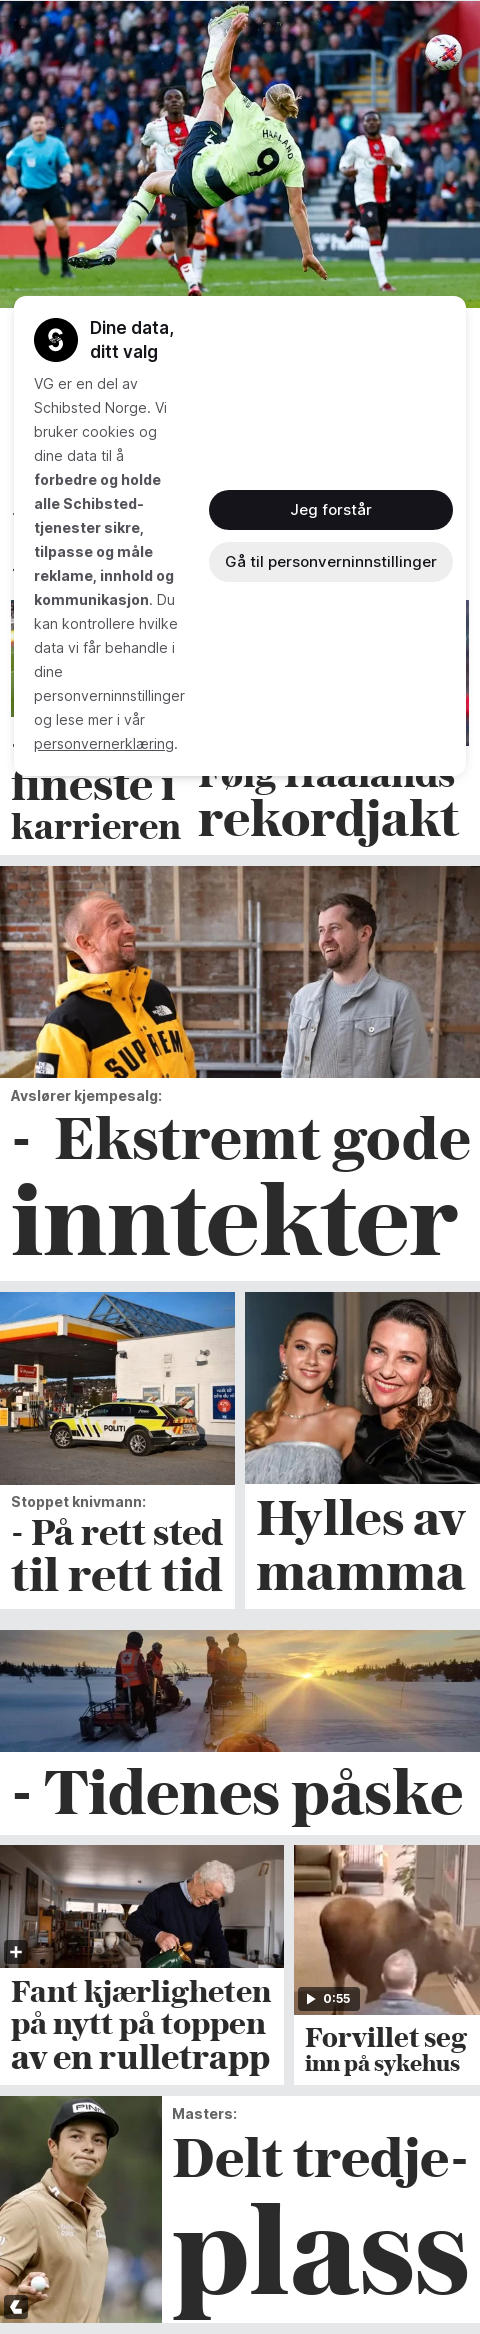 HAALAND
9
Dine data,
ditt valg
VG er en del av
Schibsted Norge. Vi
bruker cookies og
dine data til å
forbedre og holde
alle Schibsted-
tjenester sikre,
tilpasse og måle
reklame, innhold og
kommunikasjon. Du
kan kontrollere hvilke
data vi får behandle i
dine
personverninnstillinger
og lese mer i vår
personvernerklæring.
Jeg forstår
Gå til personverninnstillinger
fineste i
karrieren
Følg Haalands
rekordjakt
SUPREM
Avslører kjempesalg:
- Ekstremt gode
inntekter
POLITI
Stoppet knivmann:
- På rett sted
til rett tid
Hylles av
mamma
- Tidenes påske
Fant kjærligheten
på nytt på toppen
av en rulletrapp
0:55
Forvillet seg
inn på sykehus
PING
Masters:
Delt tredje-
plass